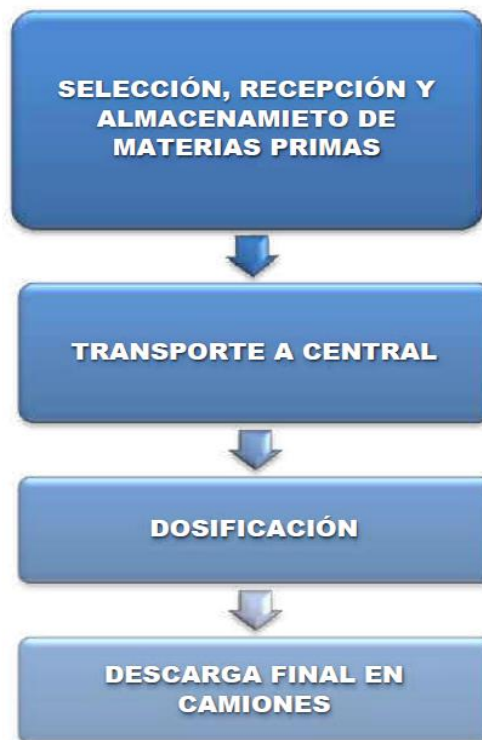 SELECCIÓN, RECEPCIÓN Y
ALMACENAMIETO DE
MATERIAS PRIMAS
TRANSPORTE A CENTRAL
DOSIFICACIÓN
DESCARGA FINAL EN
CAMIONES